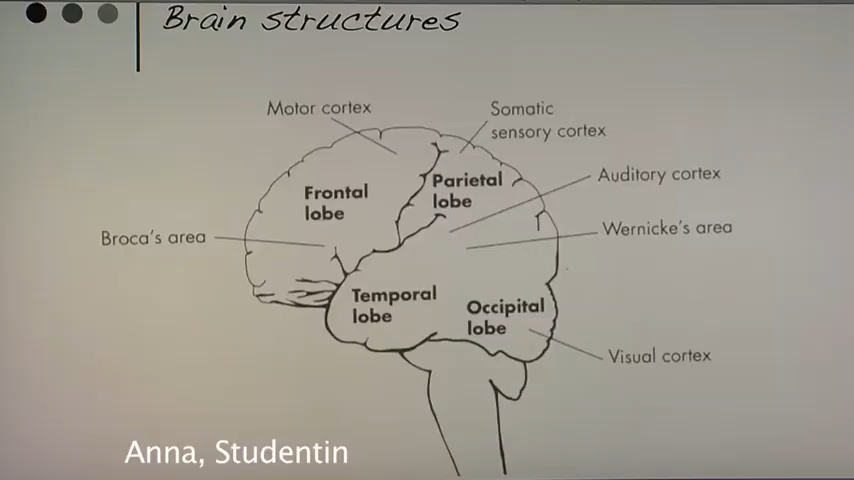 Brain structures
Motor cortex
Somatic
sensory cortex
Auditory cortex
Parietal
lobe
Frontal
lobe
Wernicke's area
Broca's area
Temporal
lobe
Occipital
lobe
Visual cortex
Anna, Studentin